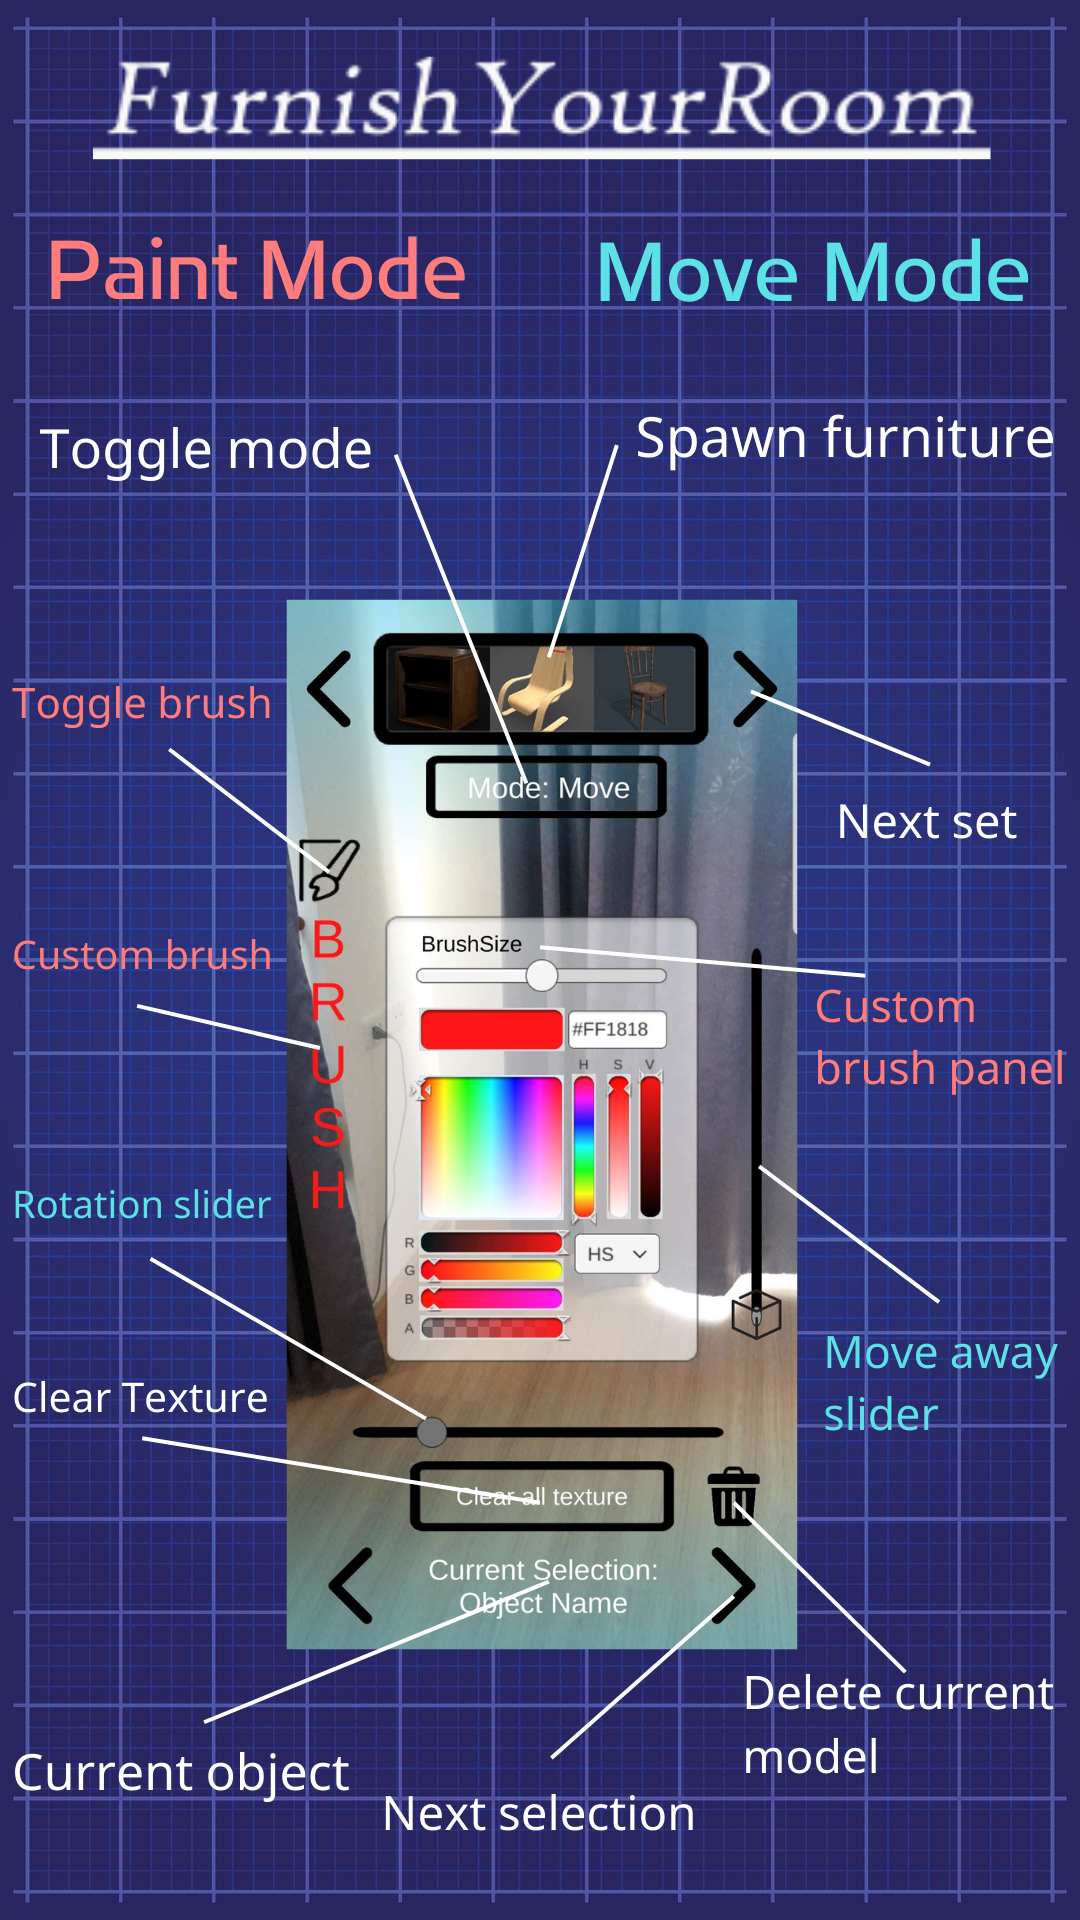 FurnishYourRoom
Paint Mode
Move Mode
Toggle mode
Spawn furniture
Toggle brush
Mode: Move
Next set
Custom brush
B
R
U
S
H
BrushSize
#FF1818
H S V
Custom
brush panel
Rotation slider
R
G
B
A
HS
Move away
slider
Clear Texture
Clear all texture
Current Selection:
Object Name
Delete current
model
Current object
Next selection